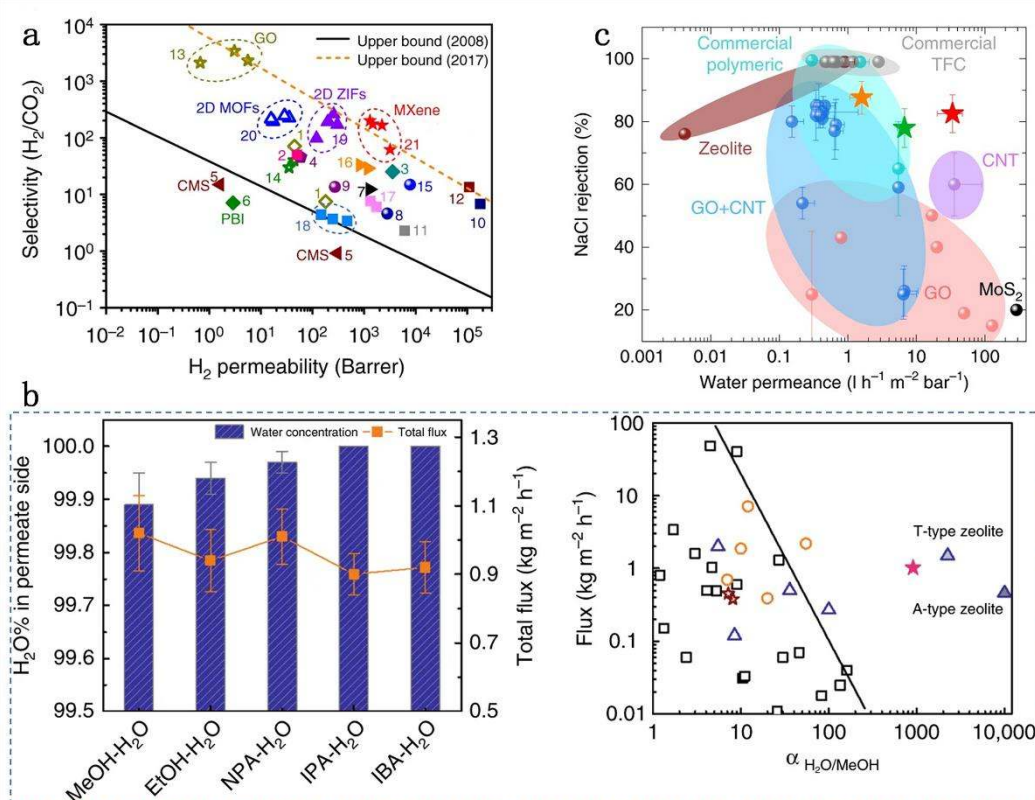 a
Selectivity (H2/CO2)
10^4
10^3
10^2
10^1
10^0
10^−1
10^−2
10^−1
10^0
10^1
10^2
10^3
10^4
10^5
H2 permeability (Barrer)
Upper bound (2008)
Upper bound (2017)
13
GO
2D MOFs
20
2D ZIFs
19
MXene
21
1
2
4
14
16
3
CMS
5
6
PBI
1
9
7
17
15
12
10
18
8
11
CMS
5
c
NaCl rejection (%)
100
80
60
40
20
0.001
0.01
0.1
1
10
100
Water permeance (l h−1 m−2 bar−1)
Commercial
polymeric
Commercial
TFC
Zeolite
GO+CNT
CNT
GO
MoS2
b
H2O% in permeate side
100.0
99.9
99.8
99.7
99.6
99.5
Water concentration
Total flux
1.3
1.1
0.9
0.7
0.5
Total flux (kg m−2 h−1)
MeOH-H2O
EtOH-H2O
NPA-H2O
IPA-H2O
IBA-H2O
Flux (kg m−2 h−1)
100
10
1
0.1
0.01
T-type zeolite
A-type zeolite
1
10
100
1000
10,000
α H2O/MeOH